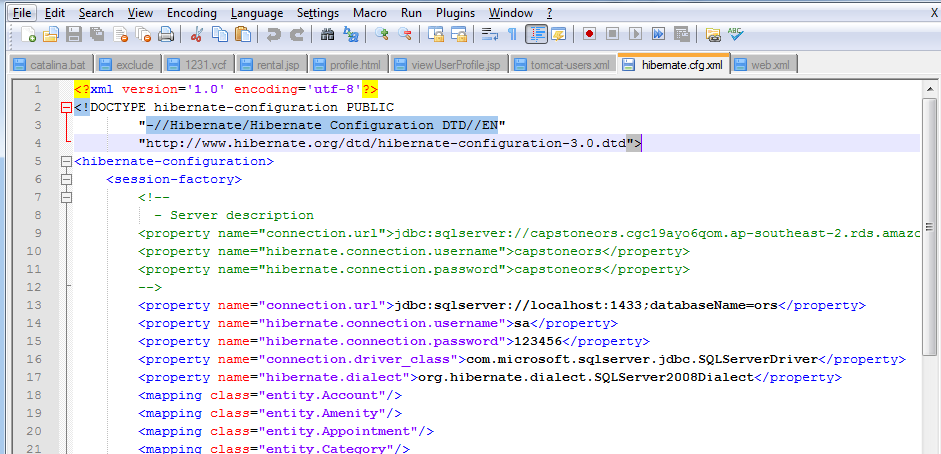 File Edit Search View Encoding Language Settings Macro Run Plugins Window ? X
catalina.bat exclude 1231.vcf rental.jsp profile.html viewUserProfile.jsp tomcat-users.xml hibernate.cfg.xml web.xml
1 <?xml version='1.0' encoding='utf-8'?>
2 <!DOCTYPE hibernate-configuration PUBLIC
3 "-//Hibernate/Hibernate Configuration DTD//EN"
4 "http://www.hibernate.org/dtd/hibernate-configuration-3.0.dtd">
5 <hibernate-configuration>
6 <session-factory>
7 <!--
8 - Server description
9 <property name="connection.url">jdbc:sqlserver://capstoneors.cgc19ayo6qom.ap-southeast-2.rds.amazo
10 <property name="hibernate.connection.username">capstoneors</property>
11 <property name="hibernate.connection.password">capstoneors</property>
12 -->
13 <property name="connection.url">jdbc:sqlserver://localhost:1433;databaseName=ors</property>
14 <property name="hibernate.connection.username">sa</property>
15 <property name="hibernate.connection.password">123456</property>
16 <property name="connection.driver_class">com.microsoft.sqlserver.jdbc.SQLServerDriver</property>
17 <property name="hibernate.dialect">org.hibernate.dialect.SQLServer2008Dialect</property>
18 <mapping class="entity.Account"/>
19 <mapping class="entity.Amenity"/>
20 <mapping class="entity.Appointment"/>
21 <mapping class="entity.Category"/>